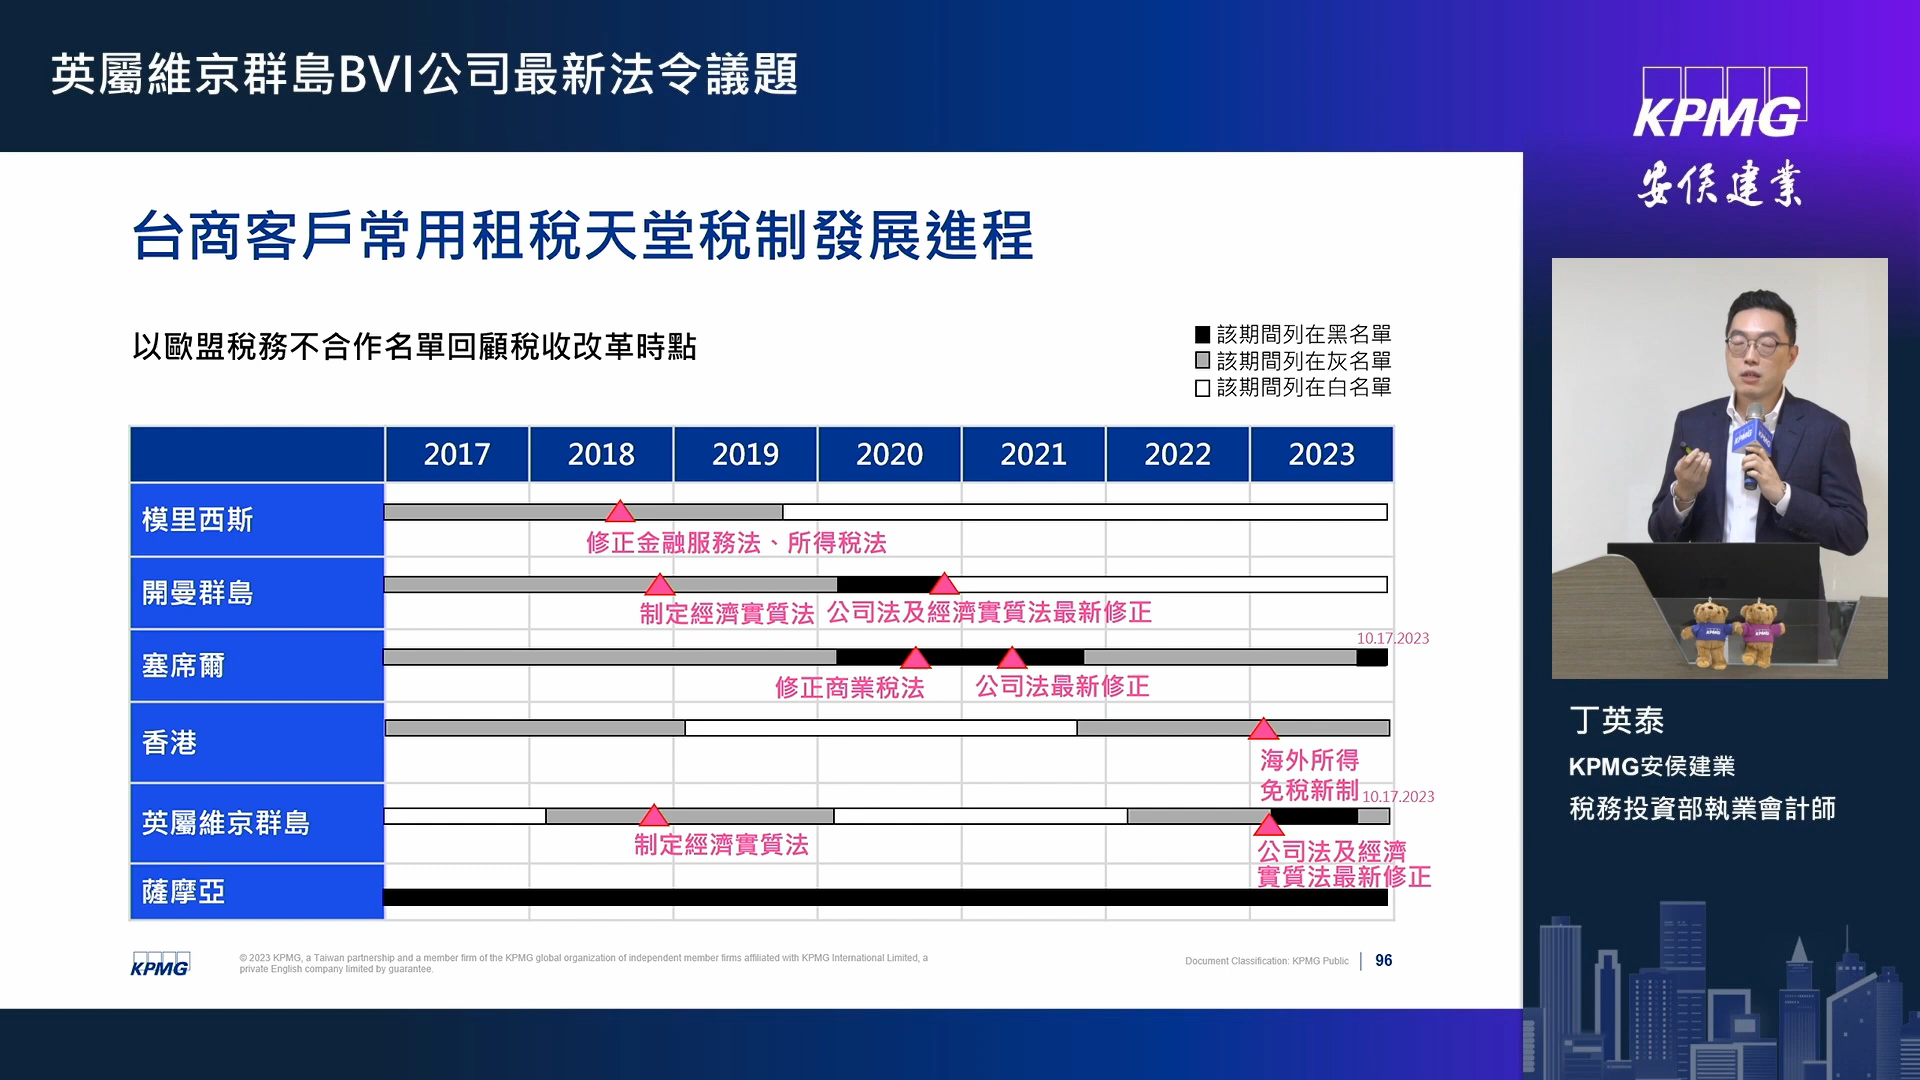 英屬維京群島BVI公司最新法令議題
KPMG
安侯建業
台商客戶常用租稅天堂稅制發展進程
以歐盟稅務不合作名單回顧稅收改革時點
該期間列在黑名單
該期間列在灰名單
該期間列在白名單
2017 2018 2019 2020 2021 2022 2023
模里西斯
修正金融服務法、所得稅法
開曼群島
制定經濟實質法 公司法及經濟實質法最新修正
塞席爾
10.17.2023
修正商業稅法 公司法最新修正
香港
海外所得
免稅新制
10.17.2023
英屬維京群島
制定經濟實質法
公司法及經濟
實質法最新修正
薩摩亞
KPMG
© 2023 KPMG, a Taiwan partnership and a member firm of the KPMG global organization of independent member firms affiliated with KPMG International Limited, a
private English company limited by guarantee.
Document Classification: KPMG Public
96
KPMG
丁英泰
KPMG安侯建業
稅務投資部執業會計師